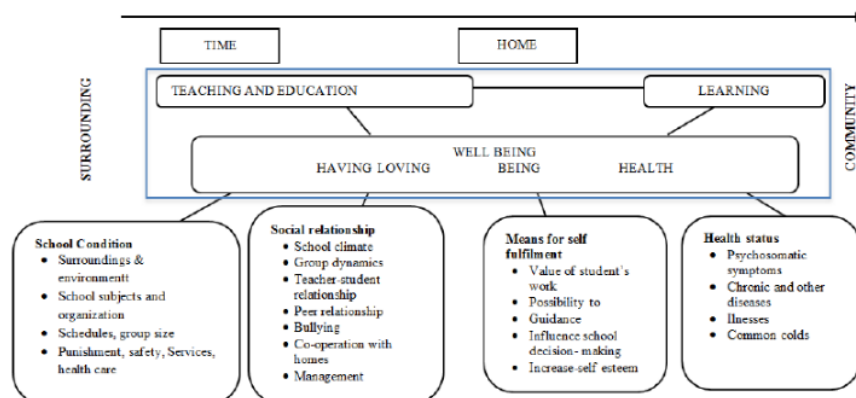 TIME
HOME
SURROUNDING
TEACHING AND EDUCATION
LEARNING
COMMUNITY
WELL BEING
HAVING LOVING BEING HEALTH
School Condition
• Surroundings &
environmentt
• School subjects and
organization
• Schedules, group size
• Punishment, safety, Services,
health care
Social relationship
• School climate
• Group dynamics
• Teacher-student
relationship
• Peer relationship
• Bullying
• Co-operation with
homes
• Management
Means for self
fulfilment
• Value of student's
work
• Possibility to
• Guidance
• Influence school
decision- making
• Increase-self esteem
Health status
• Psychosomatic
symptoms
• Chronic and other
diseases
• Ilnesses
• Common colds